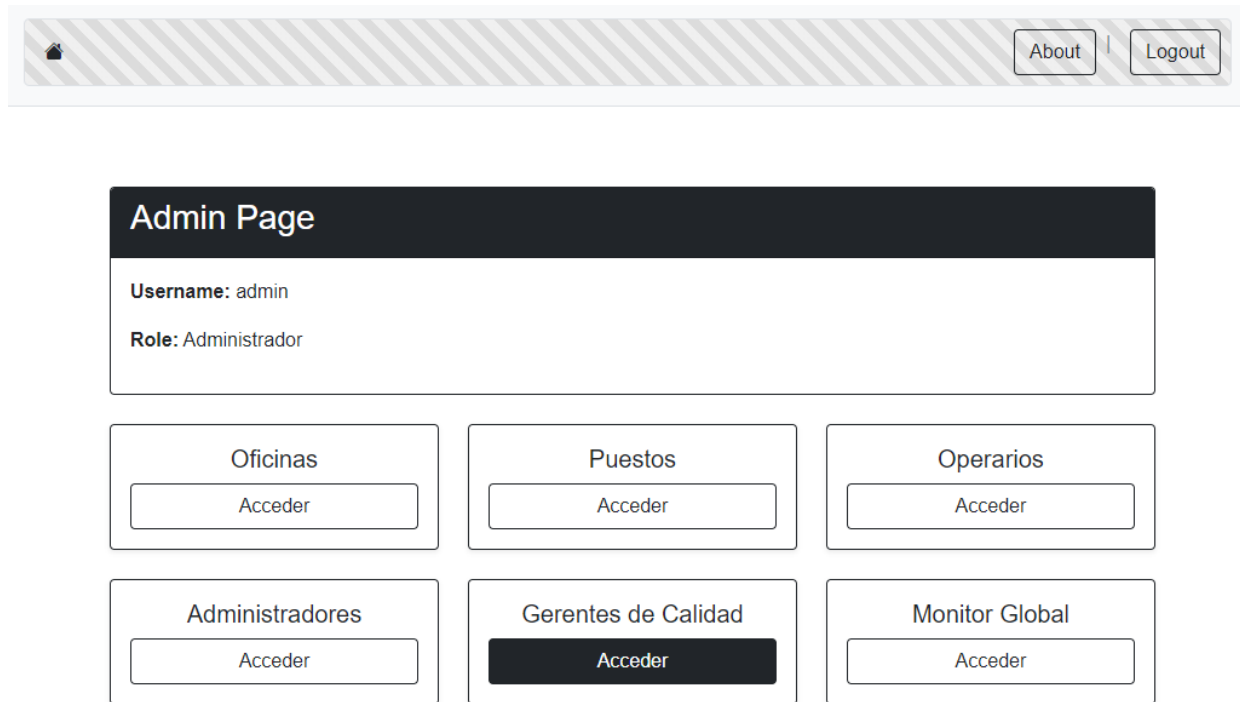 About | Logout
Admin Page
Username: admin
Role: Administrador
Oficinas Puestos Operarios
Acceder Acceder Acceder
Administradores Gerentes de Calidad Monitor Global
Acceder Acceder Acceder